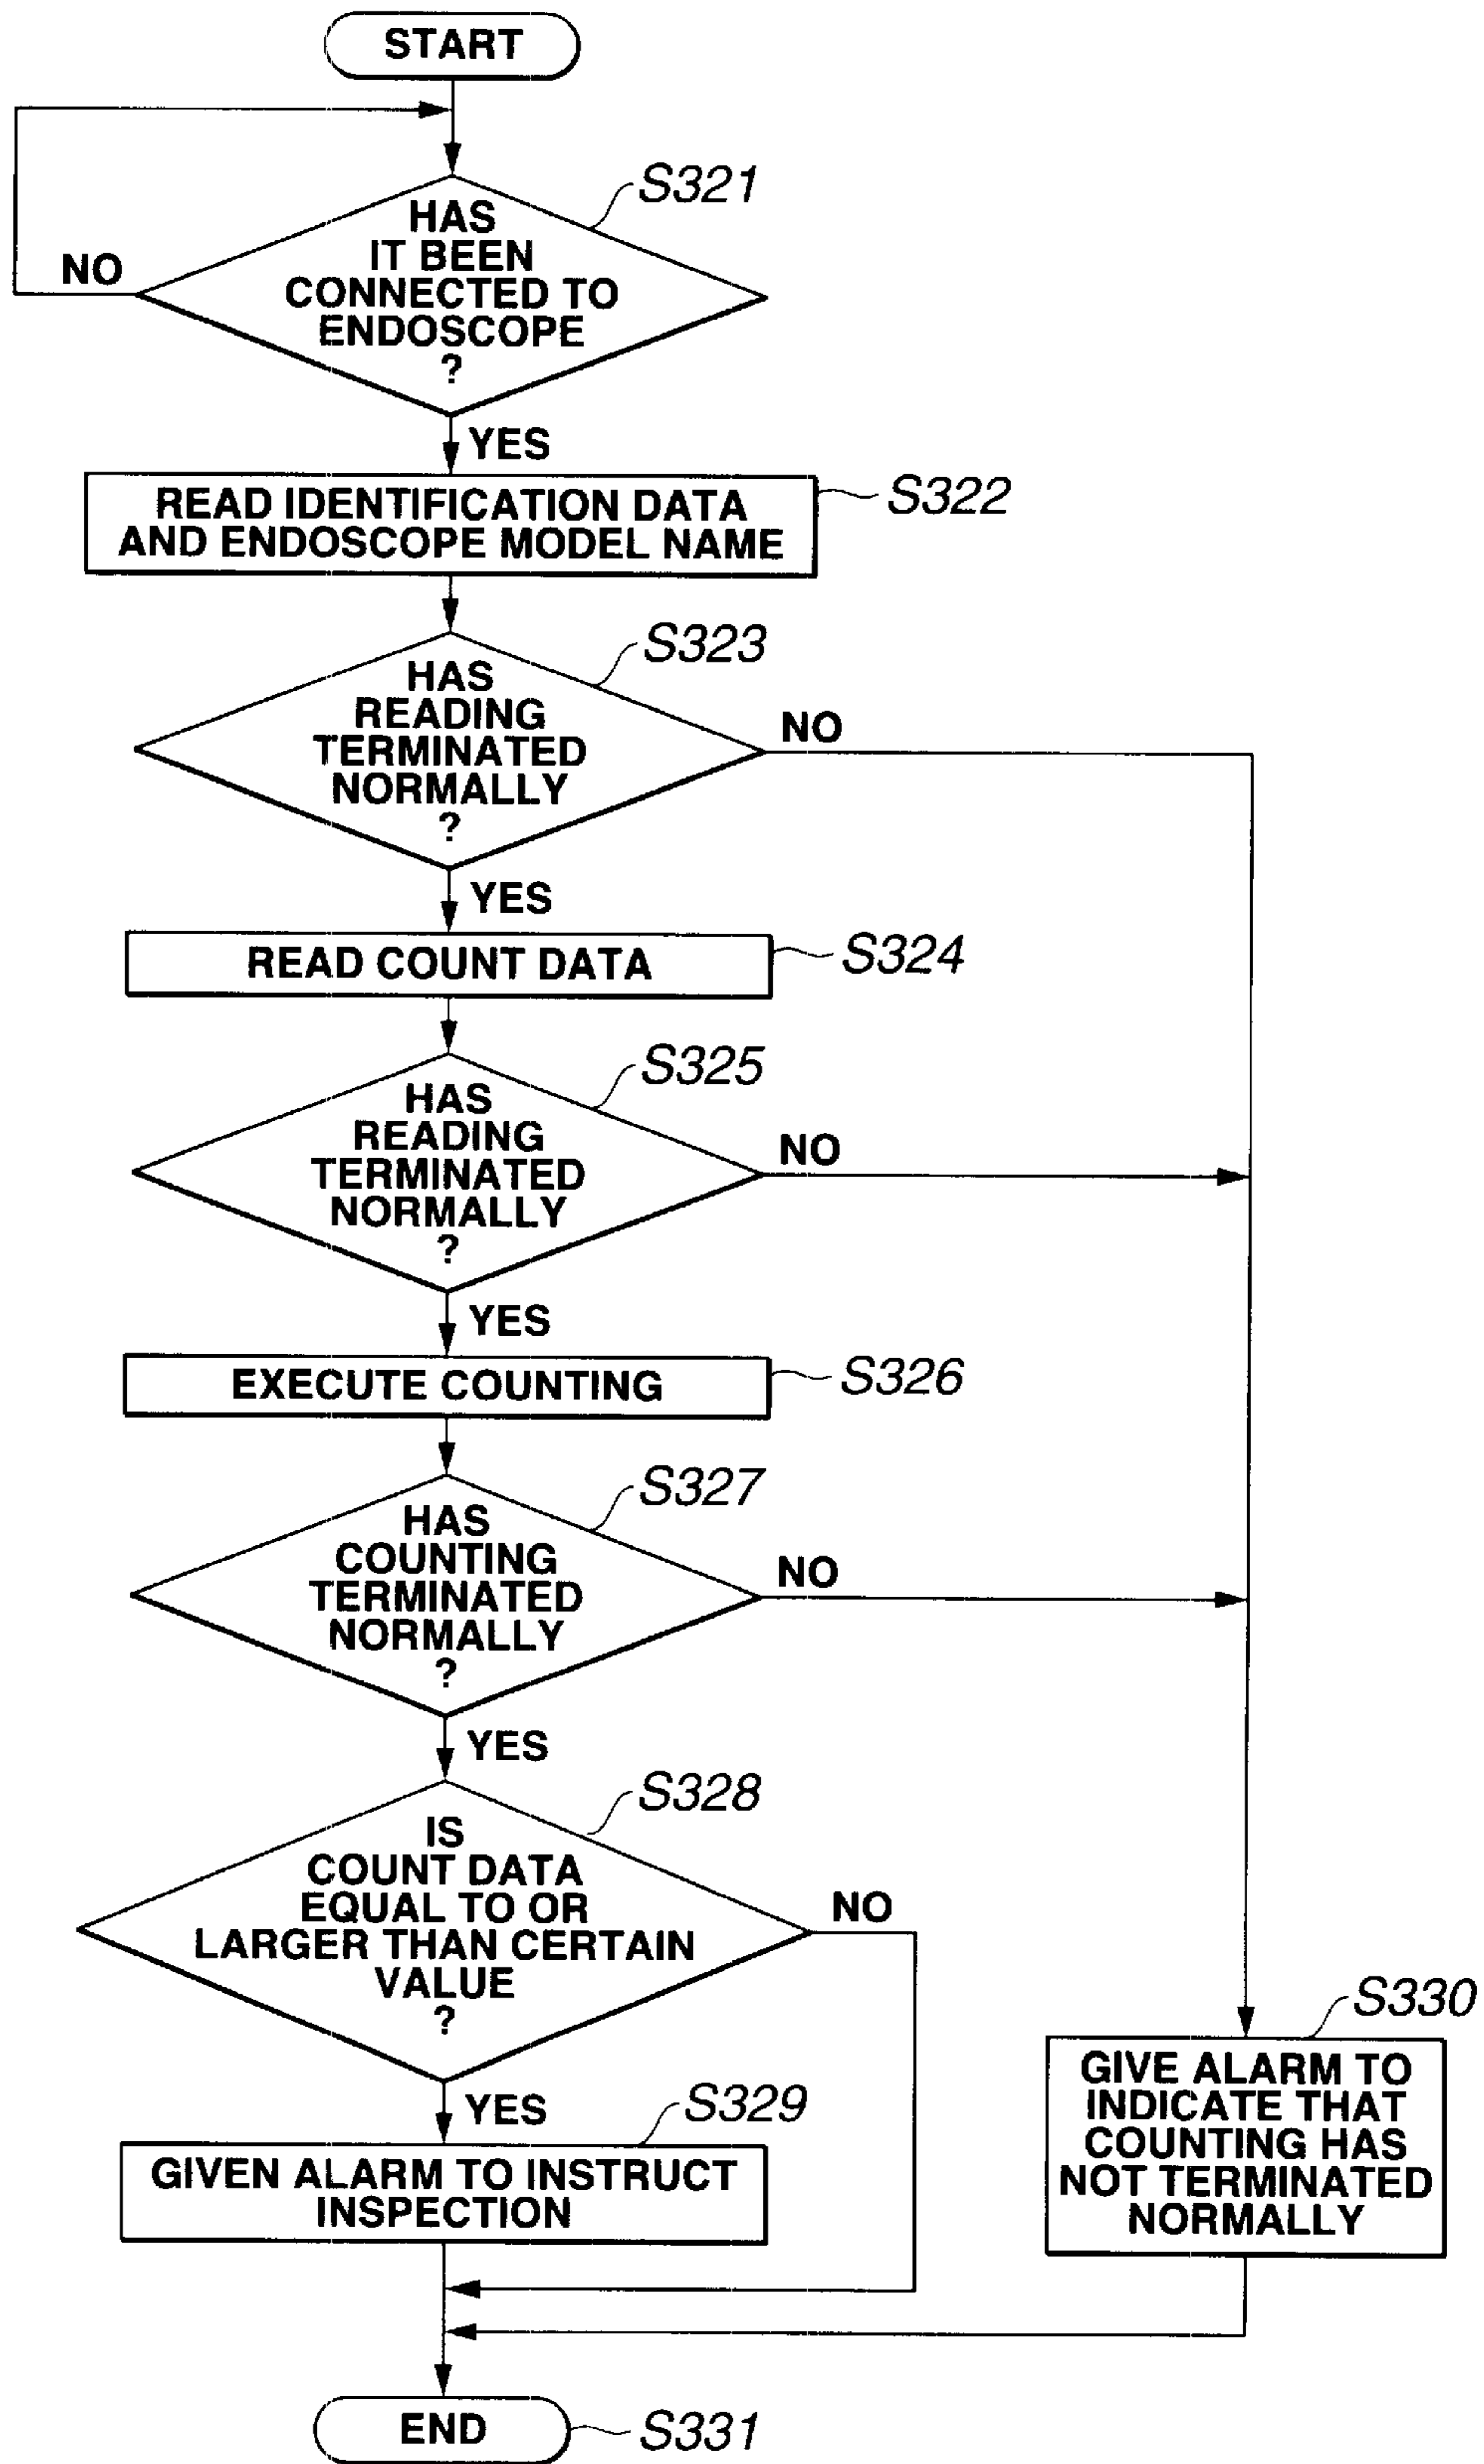 START
S321
HAS
IT BEEN
CONNECTED TO
ENDOSCOPE
?
NO
YES
READ IDENTIFICATION DATA
AND ENDOSCOPE MODEL NAME
S322
S323
HAS
READING
TERMINATED
NORMALLY
?
NO
YES
READ COUNT DATA
S324
S325
HAS
READING
TERMINATED
NORMALLY
?
NO
YES
EXECUTE COUNTING
S326
S327
HAS
COUNTING
TERMINATED
NORMALLY
?
NO
YES
S328
IS
COUNT DATA
EQUAL TO OR
LARGER THAN CERTAIN
VALUE
?
NO
YES
S329
GIVEN ALARM TO INSTRUCT
INSPECTION
S330
GIVE ALARM TO
INDICATE THAT
COUNTING HAS
NOT TERMINATED
NORMALLY
END
S331